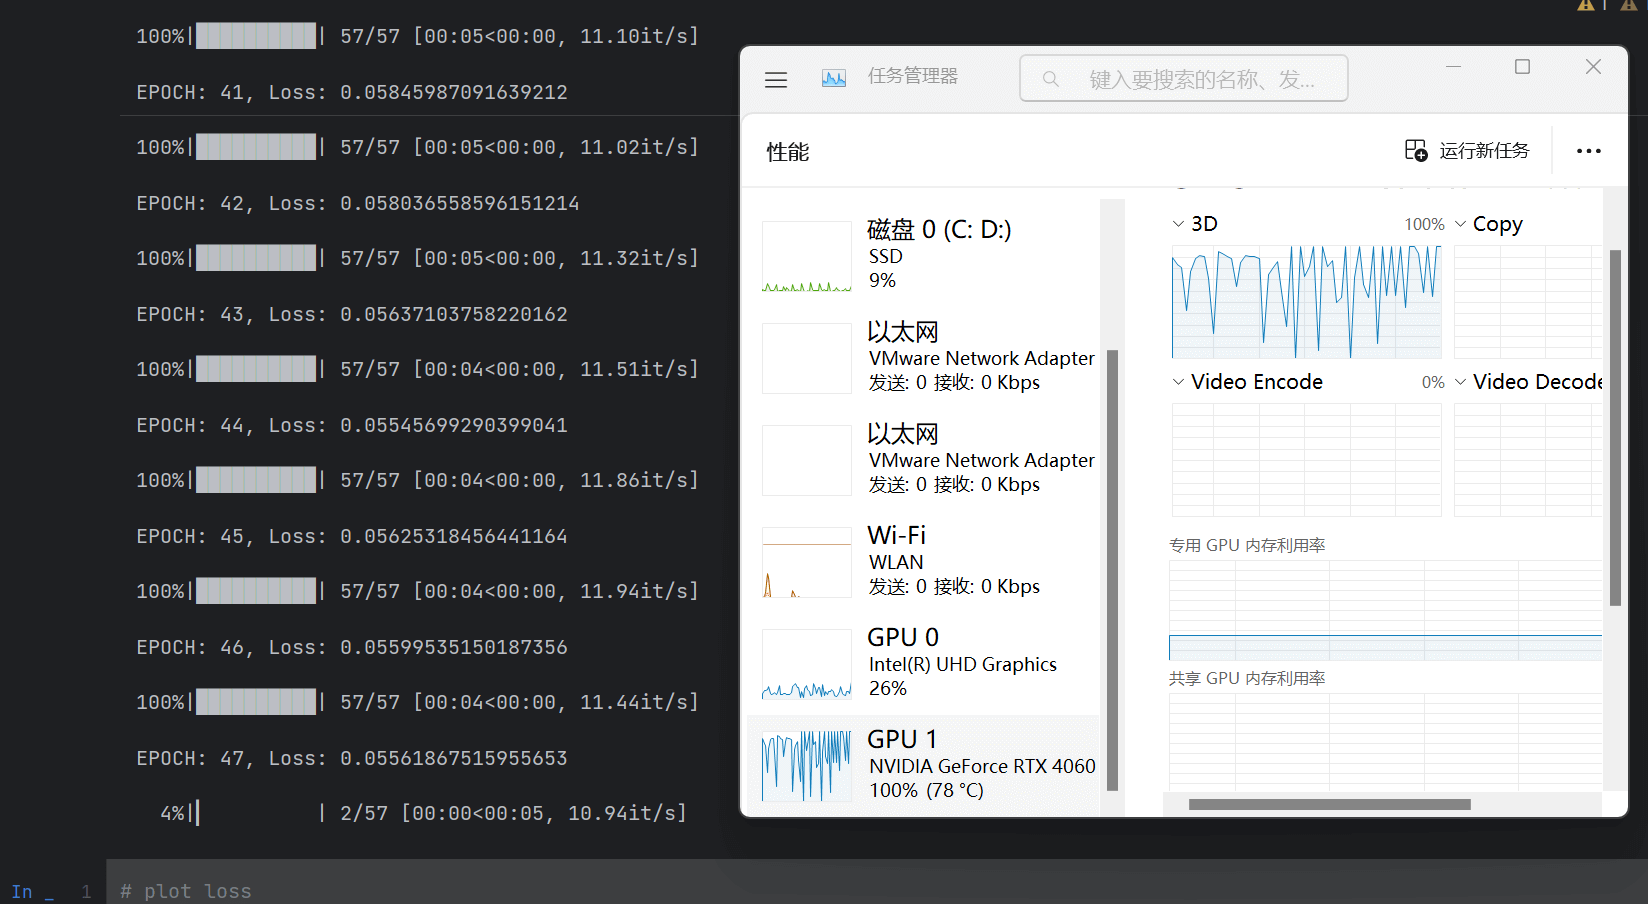 100%|██████████| 57/57 [00:05<00:00, 11.10it/s]
EPOCH: 41, Loss: 0.05845987091639212
100%|██████████| 57/57 [00:05<00:00, 11.02it/s]
EPOCH: 42, Loss: 0.058036558596151214
100%|██████████| 57/57 [00:05<00:00, 11.32it/s]
EPOCH: 43, Loss: 0.05637103758220162
100%|██████████| 57/57 [00:04<00:00, 11.51it/s]
EPOCH: 44, Loss: 0.05545699290399041
100%|██████████| 57/57 [00:04<00:00, 11.86it/s]
EPOCH: 45, Loss: 0.05625318456441164
100%|██████████| 57/57 [00:04<00:00, 11.94it/s]
EPOCH: 46, Loss: 0.05599535150187356
100%|██████████| 57/57 [00:04<00:00, 11.44it/s]
EPOCH: 47, Loss: 0.05561867515955653
4%|▎         | 2/57 [00:00<00:05, 10.94it/s]
In _ 1 # plot loss
任务管理器
键入要搜索的名称、发...
性能
运行新任务
磁盘 0 (C: D:)
SSD
9%
以太网
VMware Network Adapter
发送: 0 接收: 0 Kbps
以太网
VMware Network Adapter
发送: 0 接收: 0 Kbps
Wi-Fi
WLAN
发送: 0 接收: 0 Kbps
GPU 0
Intel(R) UHD Graphics
26%
GPU 1
NVIDIA GeForce RTX 4060
100% (78 °C)
3D 100% Copy
Video Encode 0% Video Decode
专用 GPU 内存利用率
共享 GPU 内存利用率